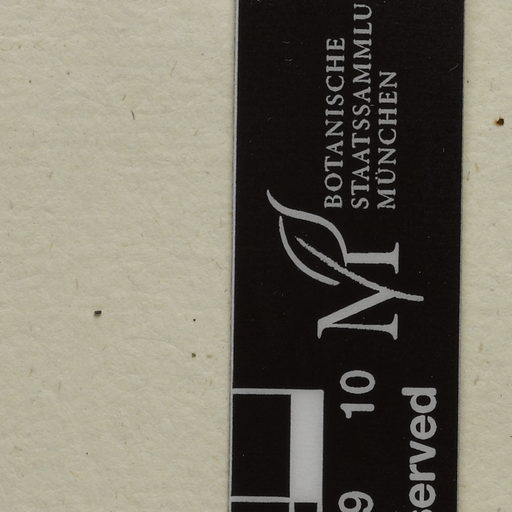 BOTANISCHE
STAATSSAMMLU
MÜNCHEN
M
9 10
served